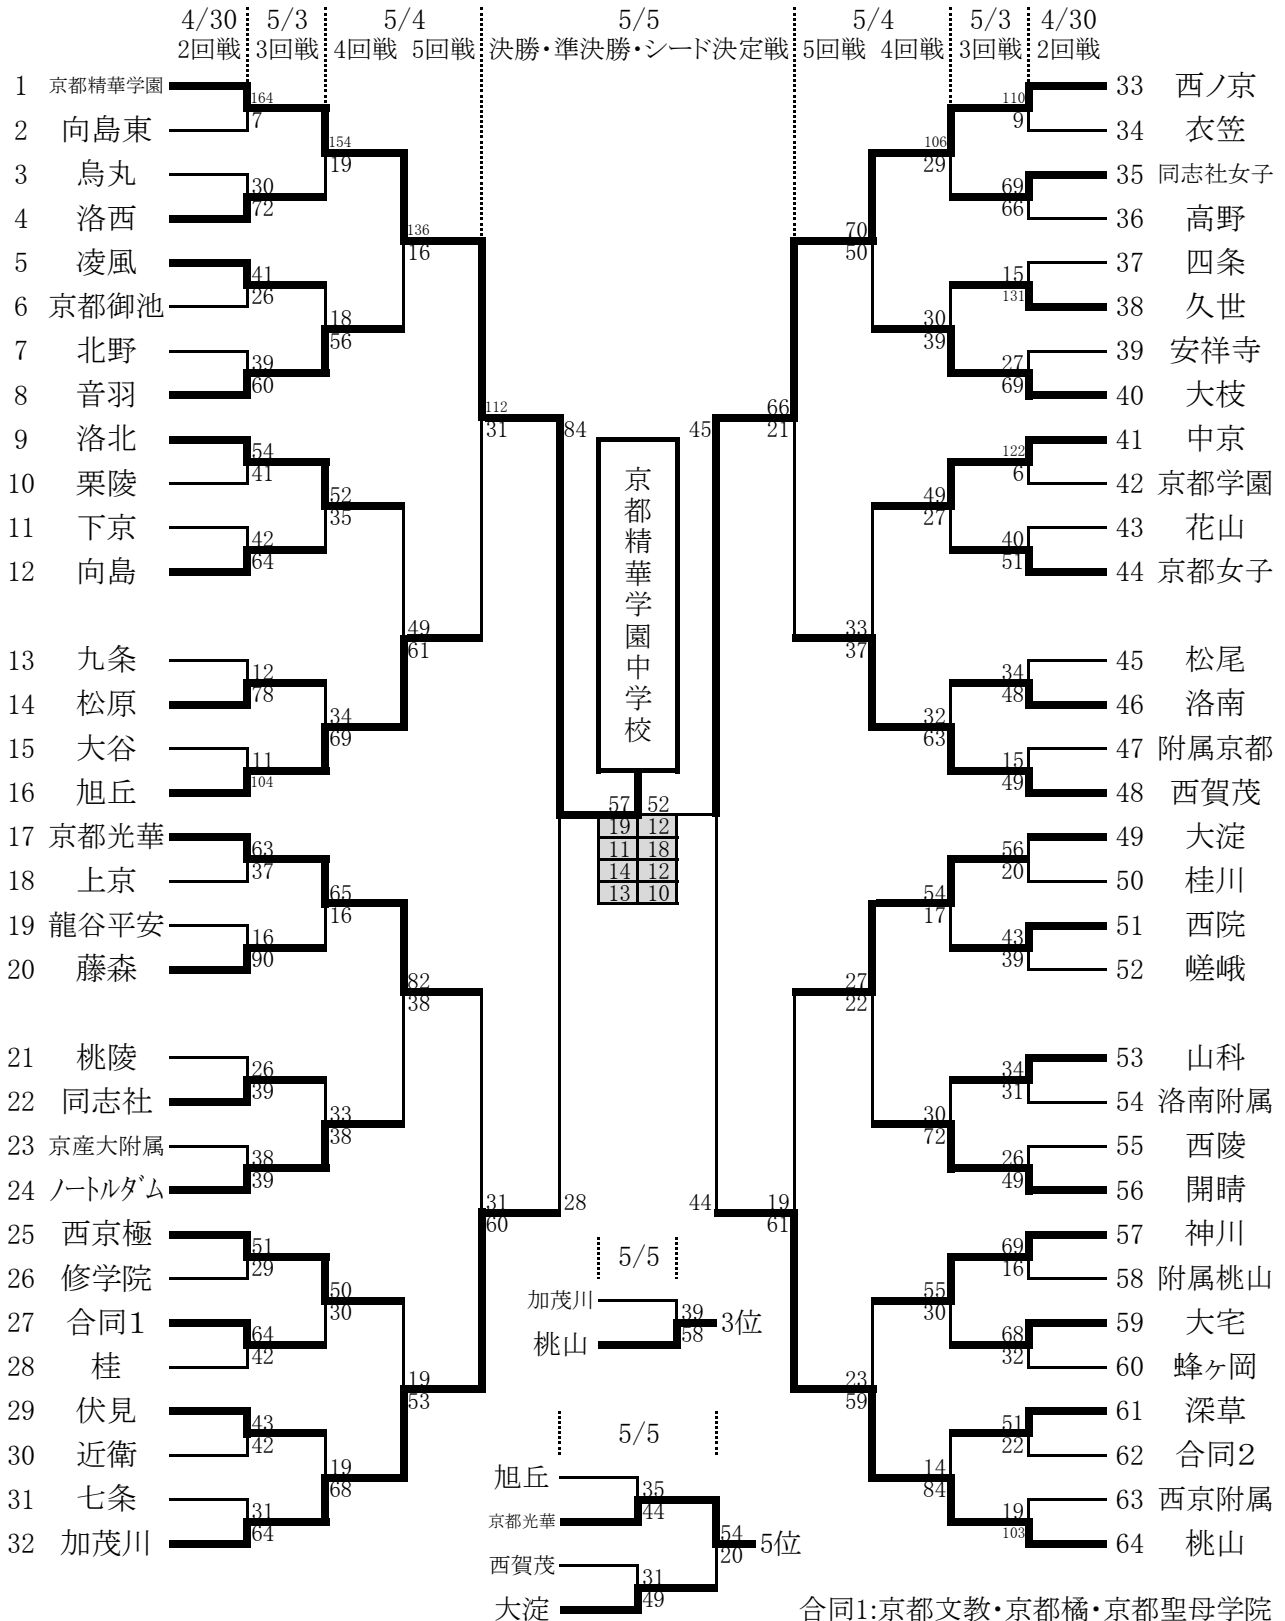 4/30 5/3 5/4 5/5 5/4 5/3 4/30
2回戦 3回戦 4回戦 5回戦 決勝・準決勝・シード決定戦 5回戦 4回戦 3回戦 2回戦
1 京都精華学園
164
7
2 向島東
154
19
3 烏丸
30
72
4 洛西
136
16
5 凌風
41
26
6 京都御池
18
56
7 北野
39
60
8 音羽
112
31
9 洛北
54
41
10 栗陵
52
35
11 下京
42
64
12 向島
49
61
13 九条
12
78
14 松原
34
69
15 大谷
11
104
16 旭丘
84
28
17 京都光華
63
37
18 上京
65
16
19 龍谷平安
16
90
20 藤森
82
38
21 桃陵
26
39
22 同志社
33
38
23 京産大附属
38
39
24 ノートルダム
31
60
25 西京極
51
29
26 修学院
50
30
27 合同1
64
42
28 桂
19
53
29 伏見
43
42
30 近衛
19
68
31 七条
31
64
32 加茂川
京都精華学園中学校
57 52
19 12
11 18
14 12
13 10
33 西ノ京
110
9
34 衣笠
106
29
35 同志社女子
69
66
36 高野
70
50
37 四条
15
131
38 久世
30
39
39 安祥寺
27
69
40 大枝
66
21
41 中京
122
6
42 京都学園
49
27
43 花山
40
51
44 京都女子
33
37
45 松尾
34
48
46 洛南
32
63
47 附属京都
15
49
48 西賀茂
45
44
49 大淀
56
20
50 桂川
54
17
51 西院
43
39
52 嵯峨
27
22
53 山科
34
31
54 洛南附属
30
72
55 西陵
26
49
56 開晴
19
61
57 神川
69
16
58 附属桃山
55
30
59 大宅
68
32
60 蜂ヶ岡
23
59
61 深草
51
22
62 合同2
14
84
63 西京附属
19
103
64 桃山
5/5
加茂川
39
58
3位
桃山
5/5
旭丘
35
44
京都光華
54
20
5位
西賀茂
31
49
大淀
合同1:京都文教・京都橘・京都聖母学院